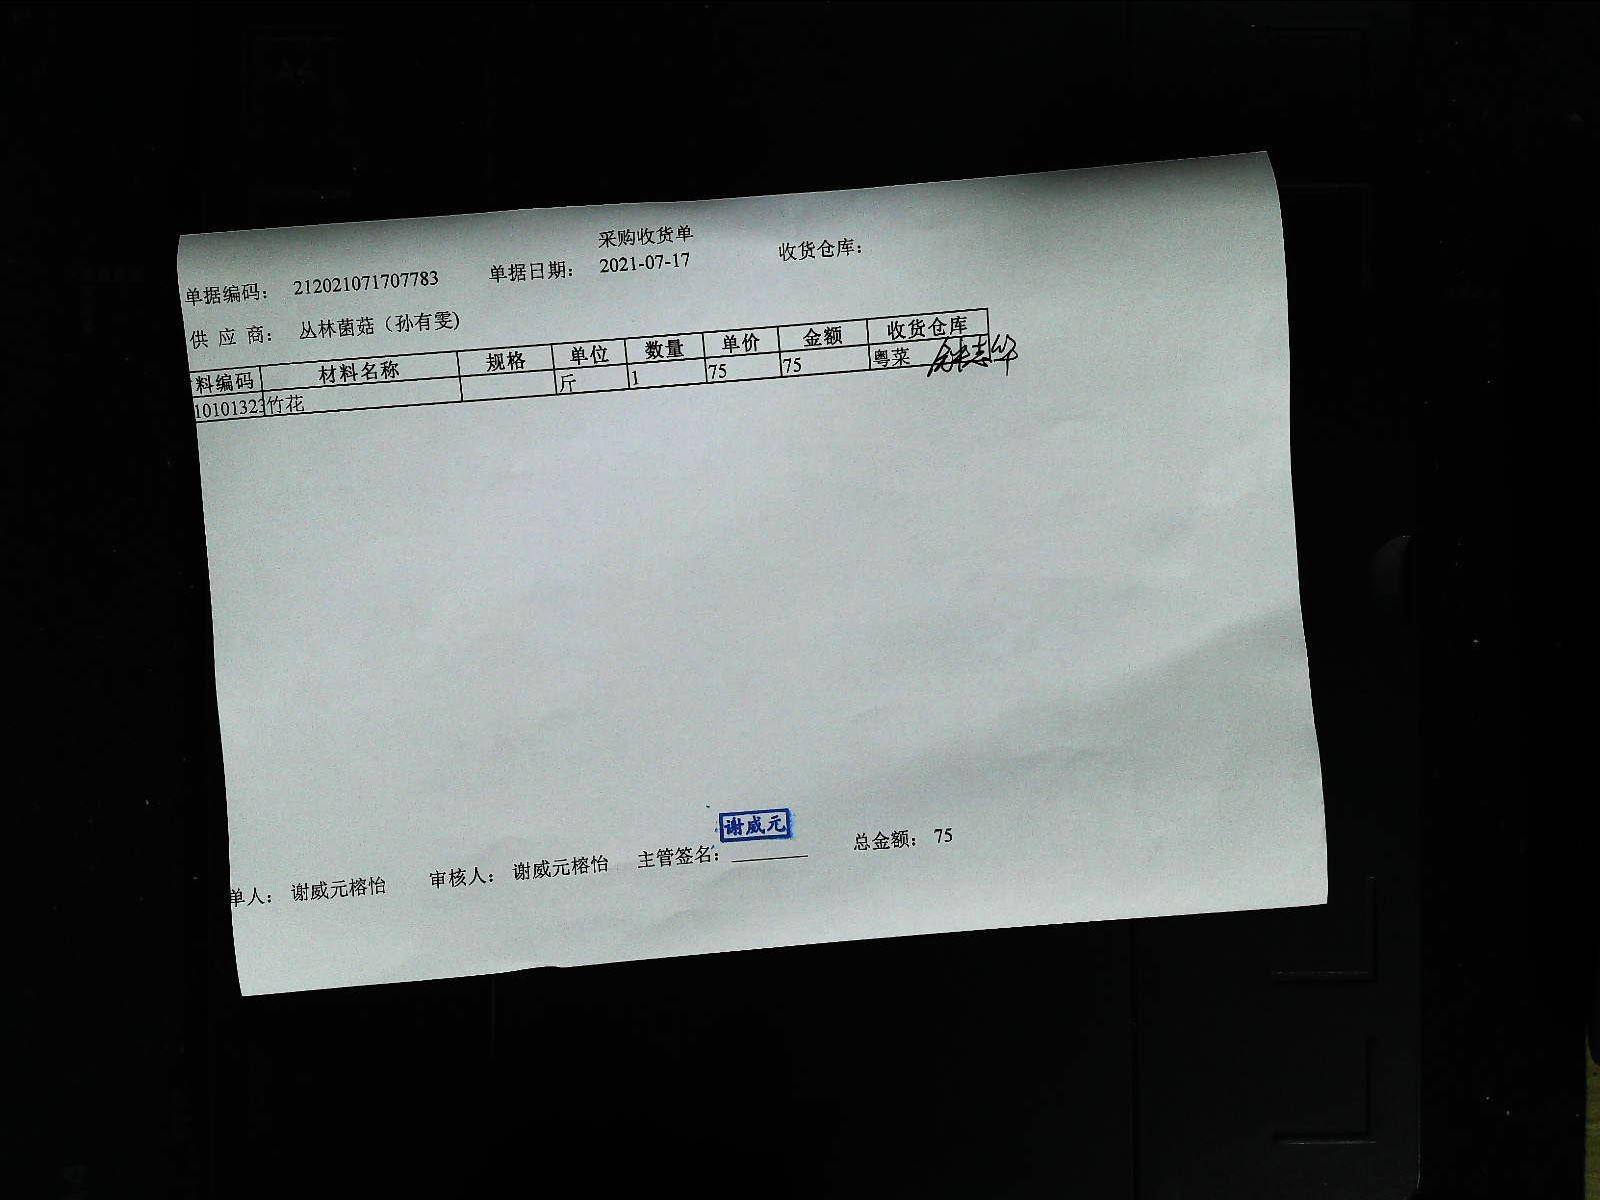 采购收货单
单据编码： 212021071707783 单据日期： 2021-07-17 收货仓库：
供 应 商： 丛林菌菇（孙有雯)
料编码 材料名称 规格 单位 数量 单价 金额 收货仓库
10101323 竹花 斤 1 75 75 粤菜
谢威元
单人： 谢威元榕怡 审核人： 谢威元榕怡 主管签名： 总金额： 75